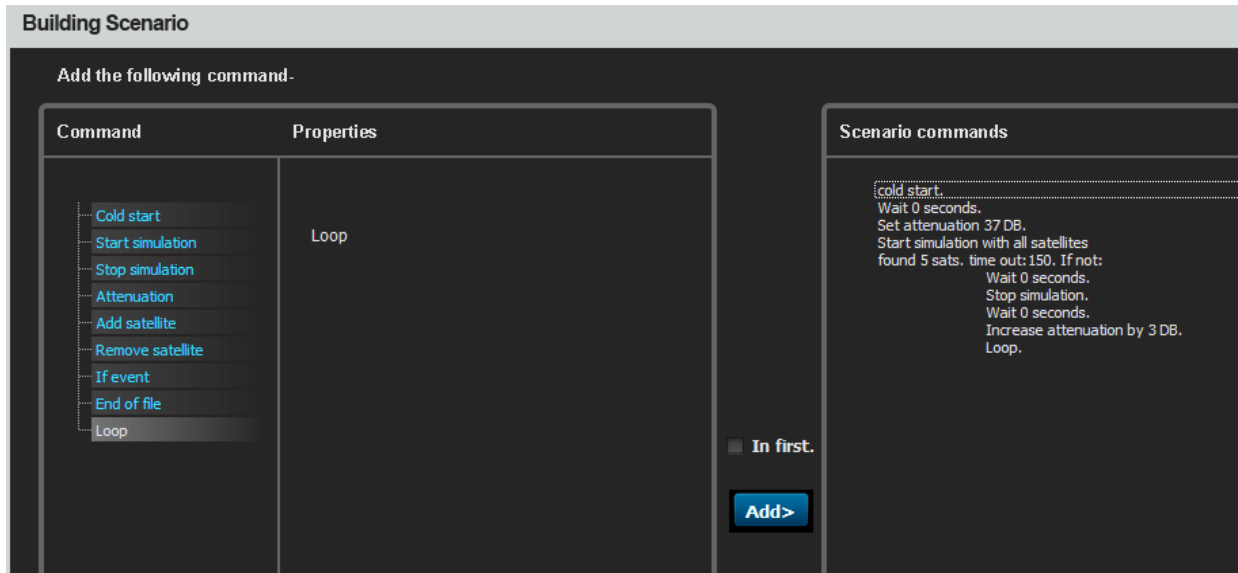 Building Scenario
Add the following command-
Command
Properties
Cold start
Start simulation
Stop simulation
Attenuation
Add satellite
Remove satellite
If event
End of file
Loop
Loop
In first.
Add>
Scenario commands
cold start.
Wait 0 seconds.
Set attenuation 37 DB.
Start simulation with all satellites
found 5 sats. time out:150. If not:
Wait 0 seconds.
Stop simulation.
Wait 0 seconds.
Increase attenuation by 3 DB.
Loop.